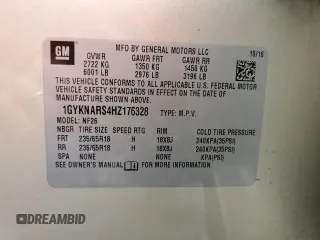 GM
MFD BY GENERAL MOTORS LLC
10/16
GVWR GAWR FRT GAWR RR
2722 KG 1350 KG 1450 KG
6001 LB 2976 LB 3196 LB
THIS VEHICLE CONFORMS TO ALL APPLICABLE U.S. FEDERAL MOTOR
VEHICLE SAFETY AND THEFT PREVENTION STANDARDS IN EFFECT ON THE DATE
OF MANUFACTURE SHOWN ABOVE.
1GYKNARS4HZ176328 TYPE: M.P.V.
MODEL: NF26
NBGR TIRE SIZE SPEED RTG RIM COLD TIRE PRESSURE
FRT 235/65R18 H 18X8J 240KPA(35PSI)
RR 235/65R18 H 18X8J 240KPA(35PSI)
SPA NONE NONE KPA(PSI)
SEE OWNER'S MANUAL FOR MORE INFORMATION.
DREAMBID